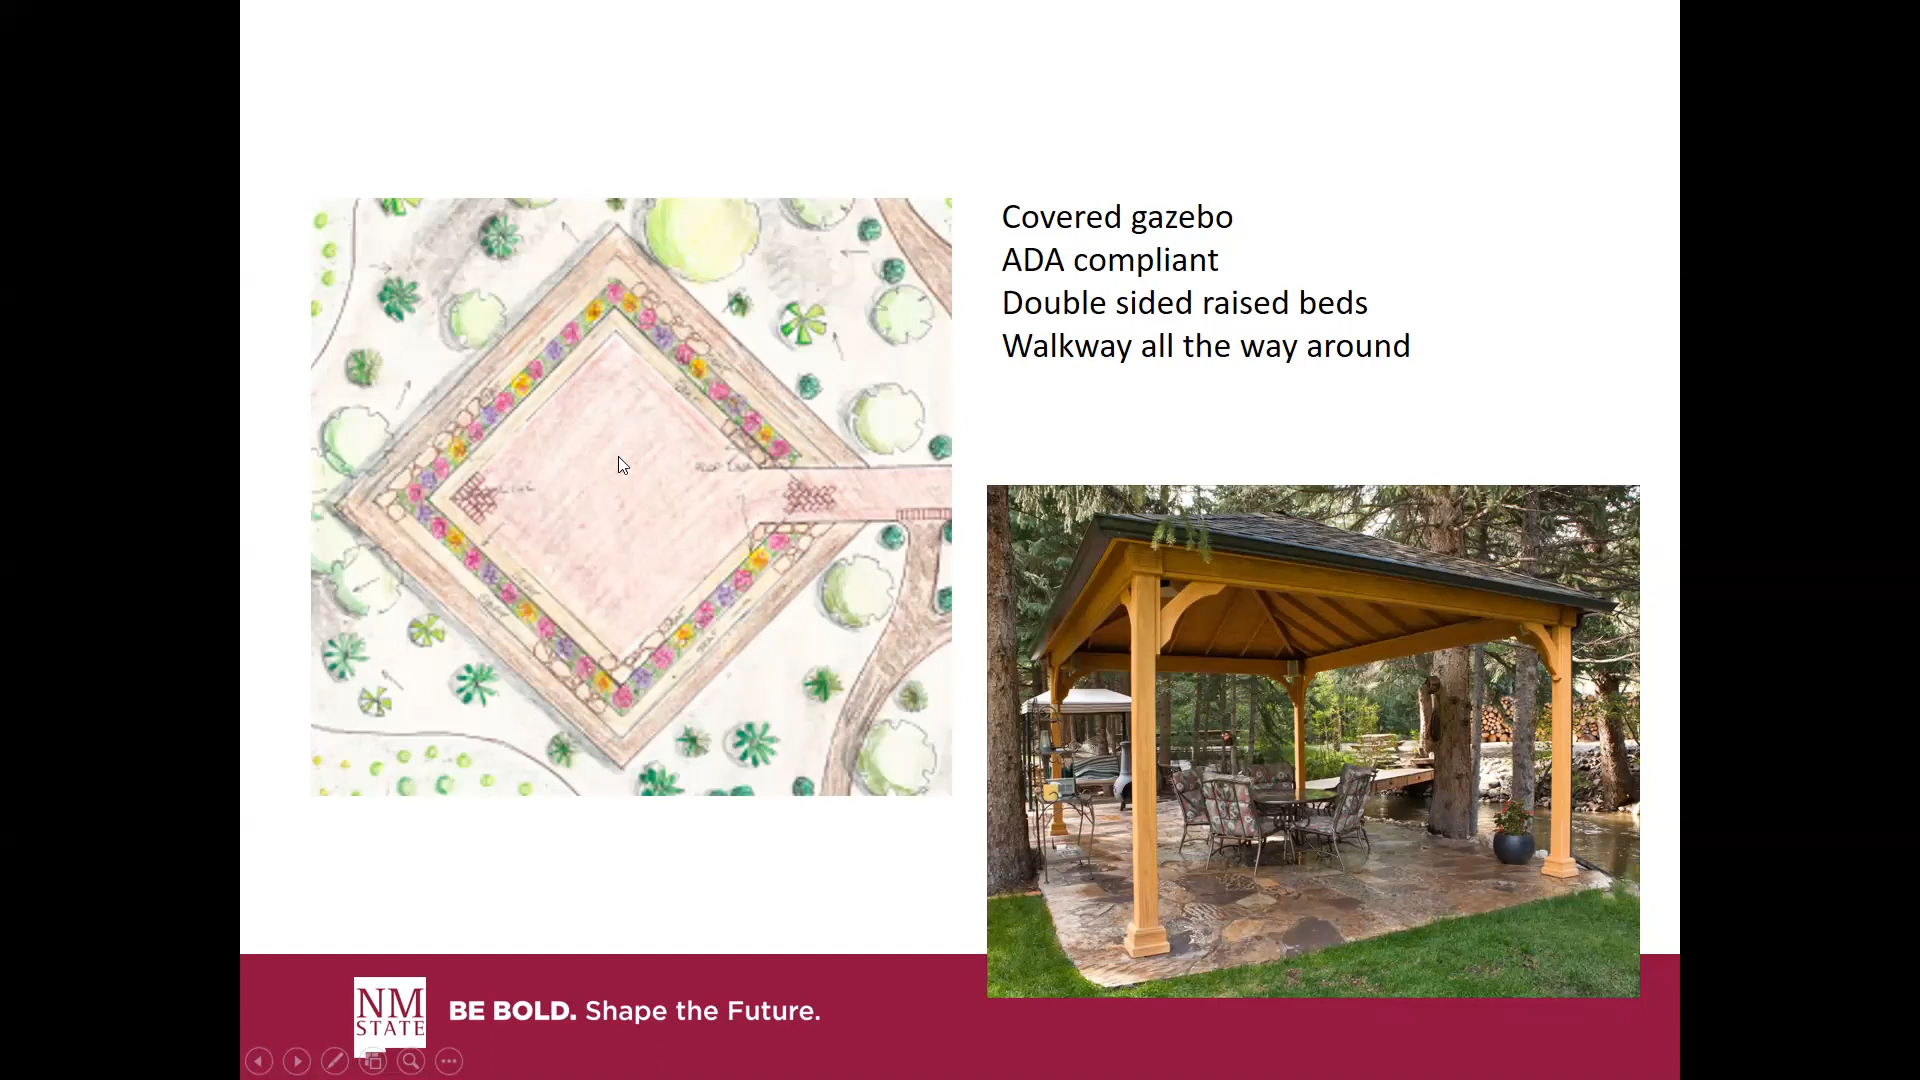 Covered gazebo
ADA compliant
Double sided raised beds
Walkway all the way around
NM
STATE
BE BOLD. Shape the Future.